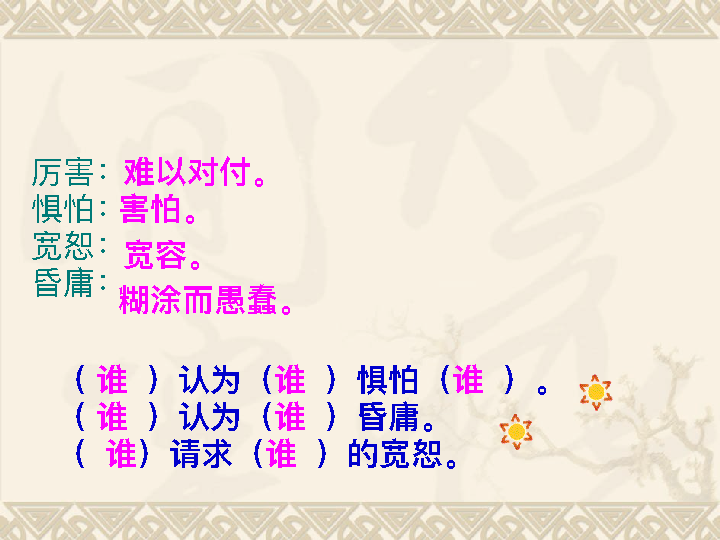 厉害：难以对付。
惧怕：害怕。
宽恕：宽容。
昏庸：糊涂而愚蠢。
（ 谁 ）认为（谁 ）惧怕（谁 ）。
（ 谁 ）认为（谁 ）昏庸。
（ 谁）请求（谁 ）的宽恕。